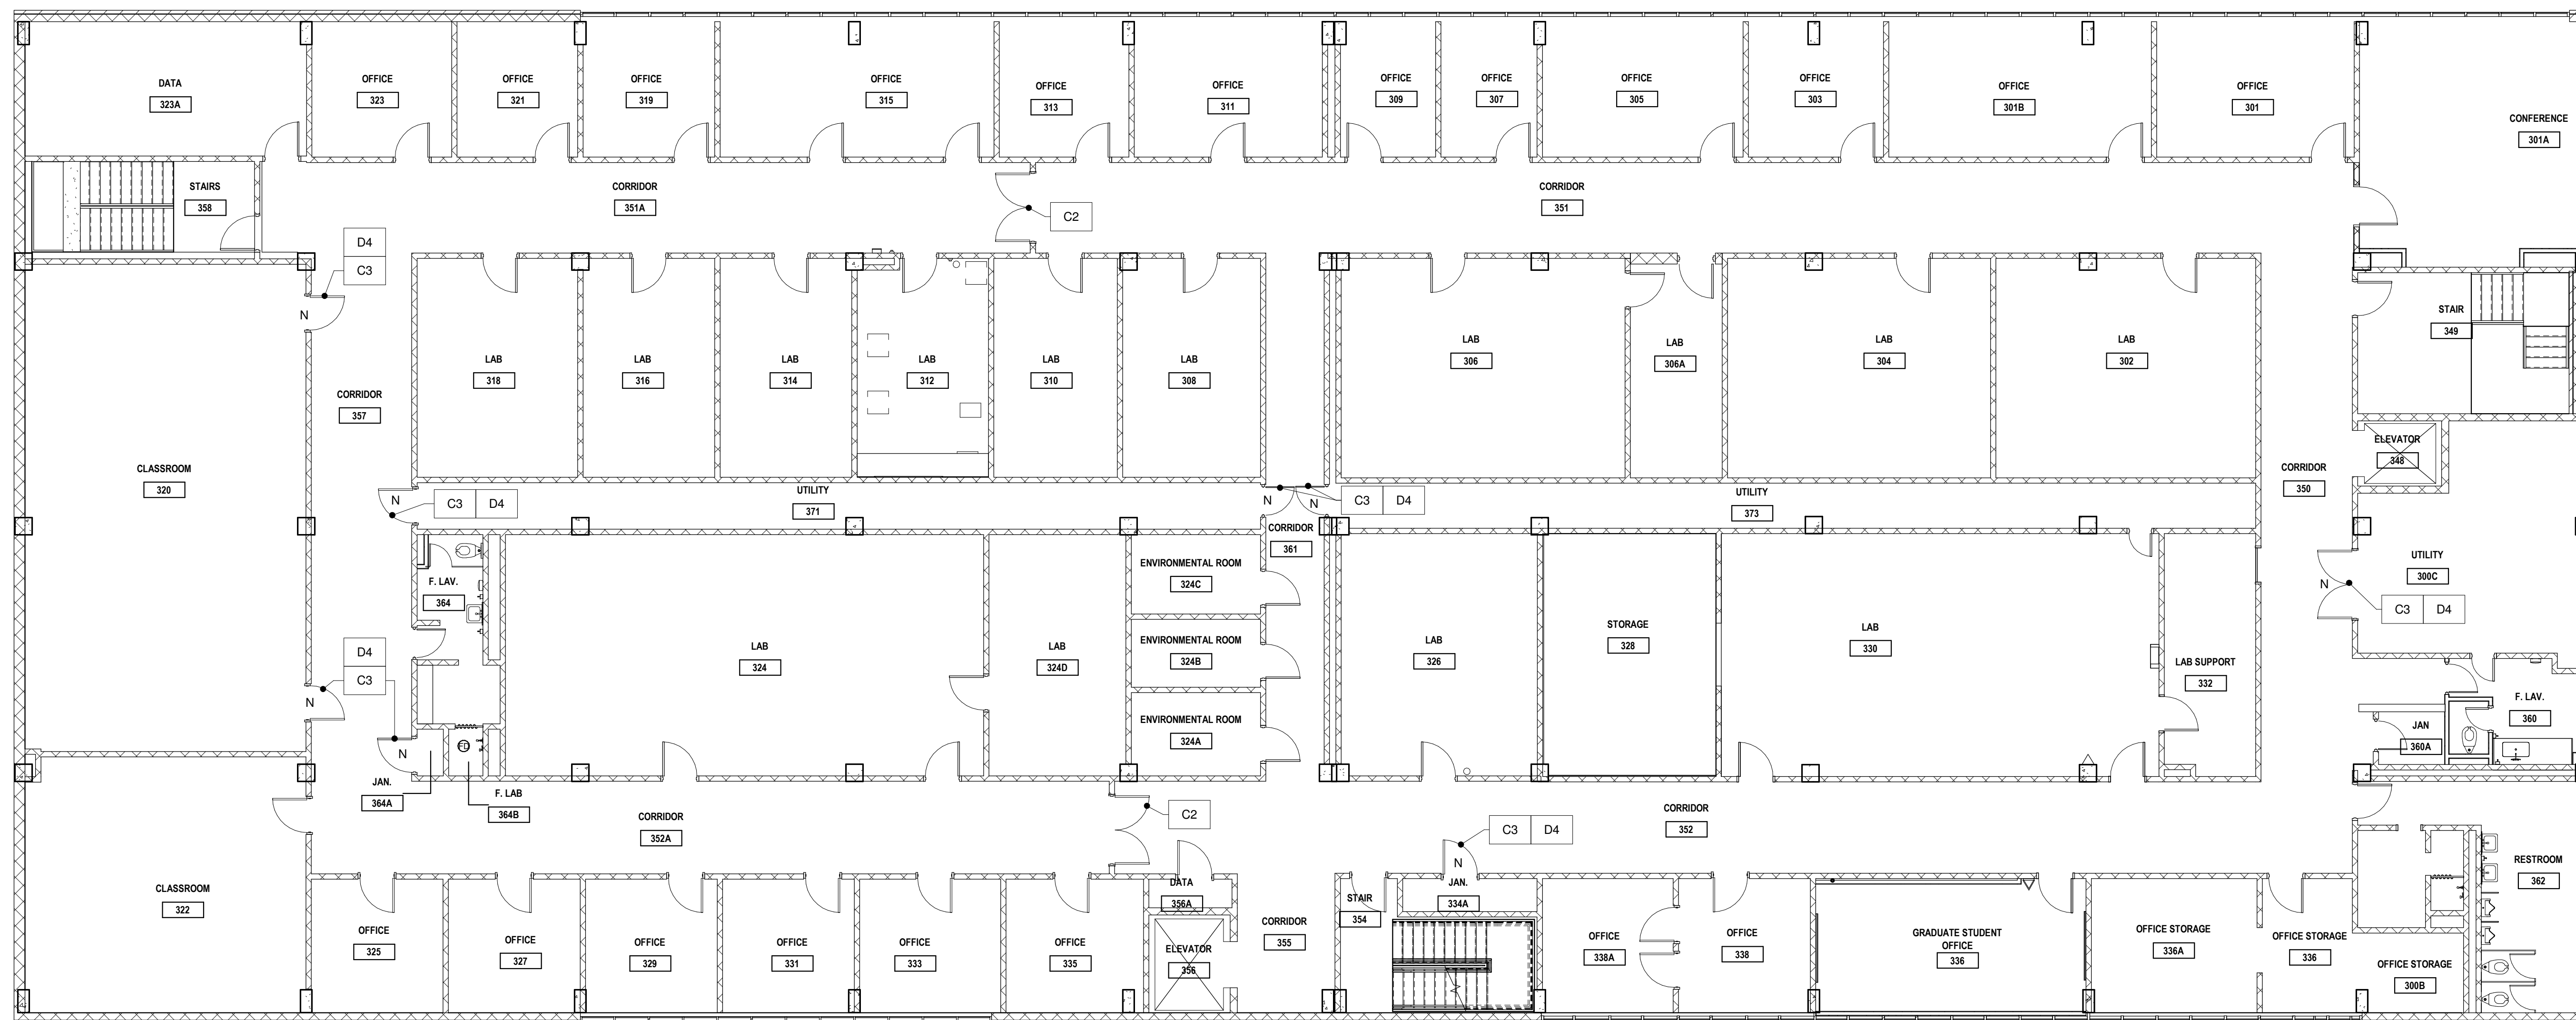 DATA
323A
OFFICE
323
OFFICE
321
OFFICE
319
OFFICE
315
OFFICE
313
OFFICE
311
OFFICE
309
OFFICE
307
OFFICE
305
OFFICE
303
OFFICE
301B
OFFICE
301
CONFERENCE
301A
STAIRS
358
CORRIDOR
351A
C2
CORRIDOR
351
D4
C3
N
CORRIDOR
357
LAB
318
LAB
316
LAB
314
LAB
312
LAB
310
LAB
308
LAB
306
LAB
306A
LAB
304
LAB
302
STAIR
349
ELEVATOR
348
CLASSROOM
320
N
C3 D4
UTILITY
371
N
N
C3 D4
UTILITY
373
CORRIDOR
350
CORRIDOR
361
F. LAV.
364
LAB
324
LAB
324D
ENVIRONMENTAL ROOM
324C
ENVIRONMENTAL ROOM
324B
ENVIRONMENTAL ROOM
324A
LAB
326
STORAGE
328
LAB
330
LAB SUPPORT
332
N
UTILITY
300C
C3 D4
D4
C3
N
N
FD
JAN.
364A
F. LAB
364B
F. LAV.
360
JAN
360A
CORRIDOR
352A
C2
C3 D4
N
CORRIDOR
352
CLASSROOM
322
OFFICE
325
OFFICE
327
OFFICE
329
OFFICE
331
OFFICE
333
OFFICE
335
DATA
356A
ELEVATOR
356
CORRIDOR
355
STAIR
354
JAN.
334A
OFFICE
338A
OFFICE
338
GRADUATE STUDENT
OFFICE
336
OFFICE STORAGE
336A
OFFICE STORAGE
336
OFFICE STORAGE
300B
RESTROOM
362